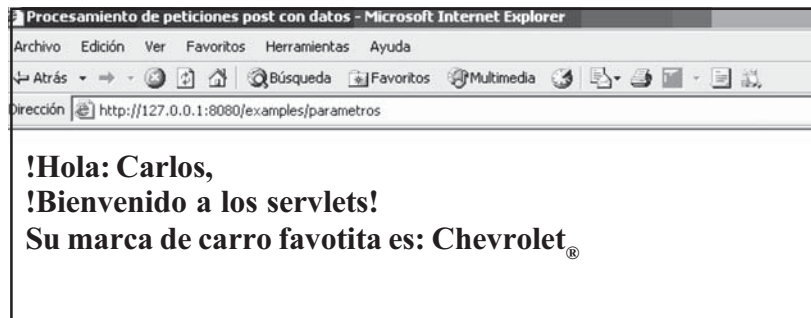 Procesamiento de peticiones post con datos - Microsoft Internet Explorer
Archivo Edición Ver Favoritos Herramientas Ayuda
Atrás Búsqueda Favoritos Multimedia
Dirección http://127.0.0.1:8080/examples/parametros
!Hola: Carlos,
!Bienvenido a los servlets!
Su marca de carro favotita es: Chevrolet®